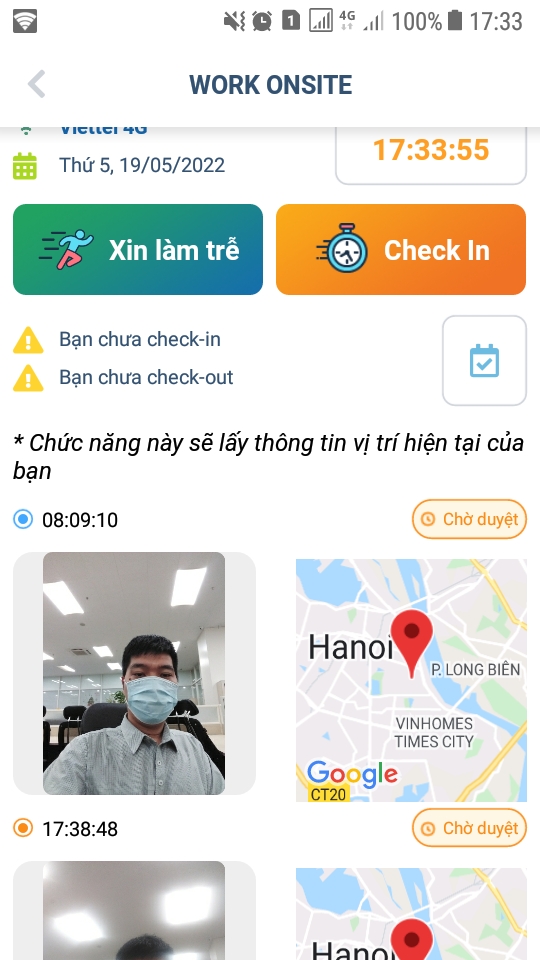 4G
1
100%
17:33
WORK ONSITE
Viettel 4G
Thứ 5, 19/05/2022
17:33:55
Xin làm trễ
Check In
Bạn chưa check-in
Bạn chưa check-out
* Chức năng này sẽ lấy thông tin vị trí hiện tại của
bạn
08:09:10
Chờ duyệt
Hanoi
P. LONG BIÊN
VINHOMES
TIMES CITY
Google
CT20
17:38:48
Chờ duyệt
Hanoi